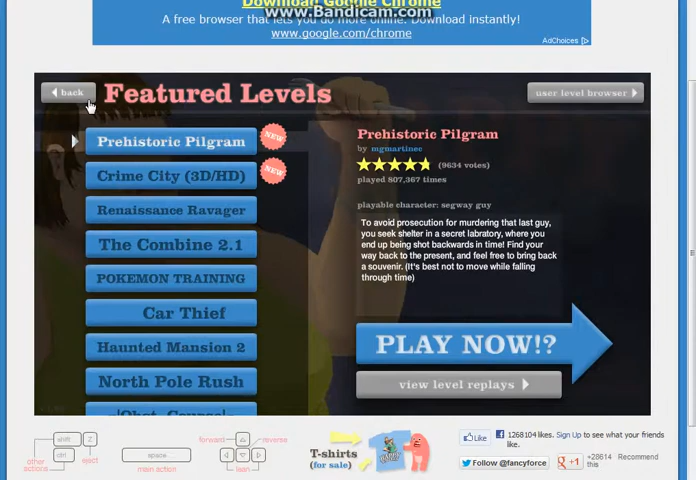 Download Google Chrome
www.Bandicam.com
A free browser that lets you do more online. Download instantly!
www.google.com/chrome
AdChoices
back
Featured Levels
user level browser
Prehistoric Pilgram
NEW
Crime City (3D/HD)
NEW
Renaissance Ravager
The Combine 2.1
POKEMON TRAINING
Car Thief
Haunted Mansion 2
North Pole Rush
Prehistoric Pilgram
by mgmartinec
(9634 votes)
played 807,367 times
playable character: segway guy
To avoid prosecution for murdering that last guy,
you seek shelter in a secret labratory, where you
end up being shot backwards in time! Find your
way back to the present, and feel free to bring back
a souvenir. (It's best not to move while falling
through time)
PLAY NOW!?
view level replays
shift
Z
ctrl
eject
other
actions
space
main action
forward
reverse
lean
T-shirts
(for sale)
Like
1268104 likes. Sign Up to see what your friends
like.
Follow @fancyforce
+1
+28614 Recommend
this